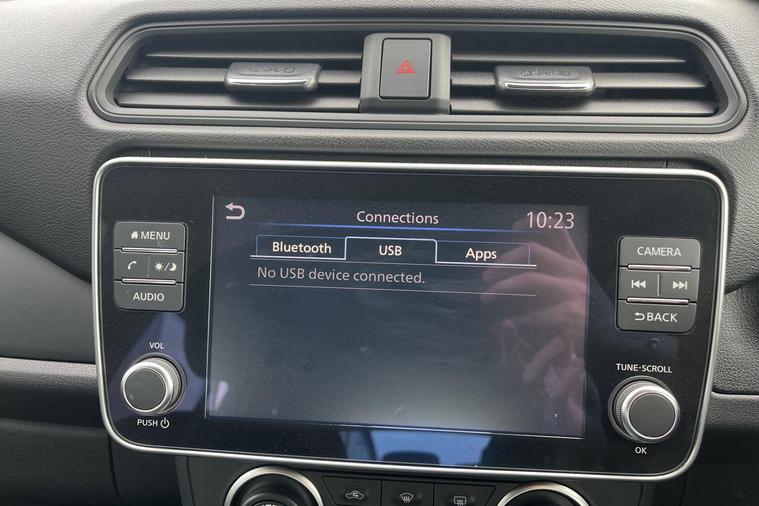 Connections 10:23
Bluetooth USB Apps
No USB device connected.
MENU
AUDIO
VOL
PUSH
CAMERA
BACK
TUNE·SCROLL
OK